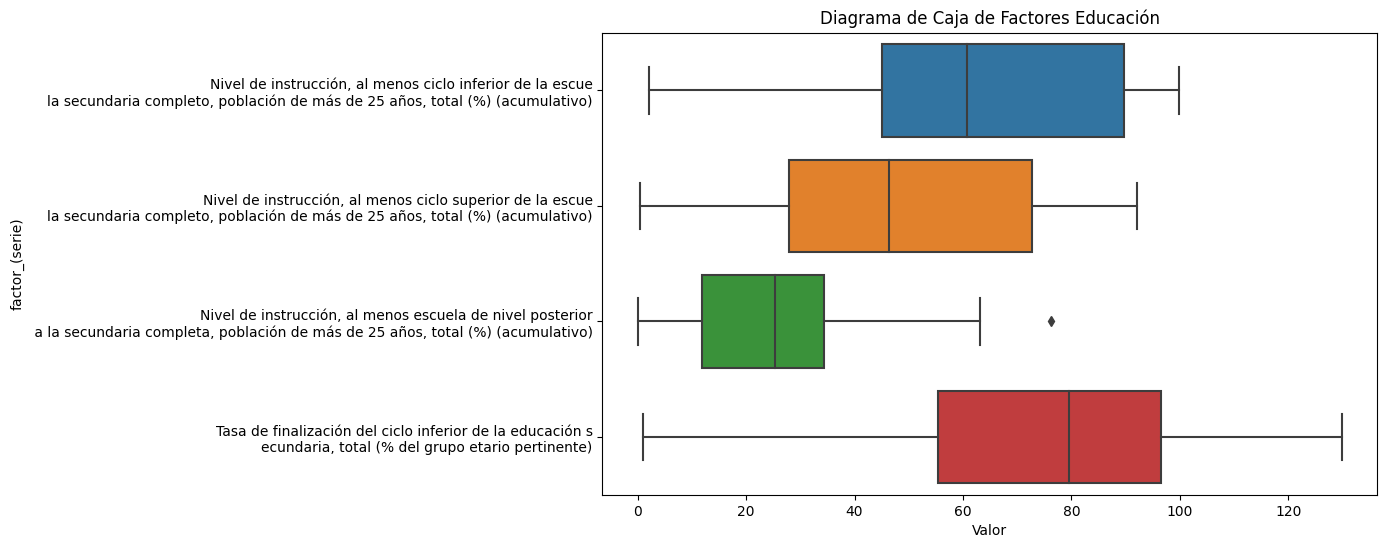 Diagrama de Caja de Factores Educación
factor_(serie)
Nivel de instrucción, al menos ciclo inferior de la escue
la secundaria completo, población de más de 25 años, total (%) (acumulativo)
Nivel de instrucción, al menos ciclo superior de la escue
la secundaria completo, población de más de 25 años, total (%) (acumulativo)
Nivel de instrucción, al menos escuela de nivel posterior
a la secundaria completa, población de más de 25 años, total (%) (acumulativo)
Tasa de finalización del ciclo inferior de la educación s
ecundaria, total (% del grupo etario pertinente)
0 20 40 60 80 100 120
Valor